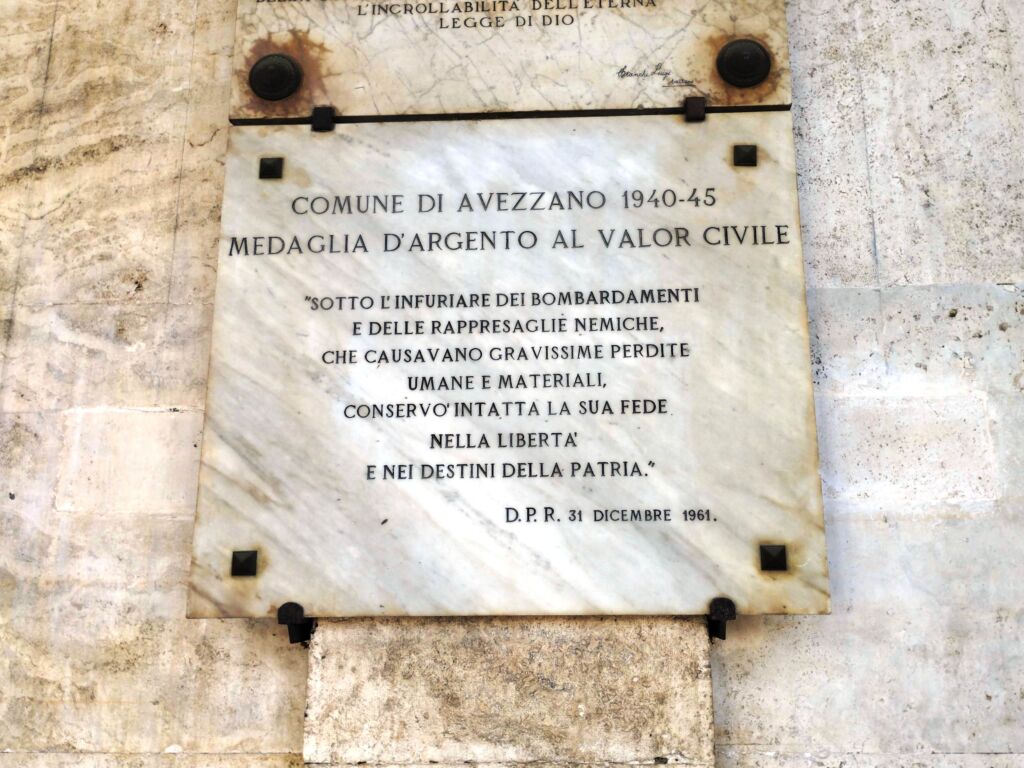 L'INCROLLABILITÀ DELL'ETERNA
LEGGE DI DIO
COMUNE DI AVEZZANO 1940-45
MEDAGLIA D'ARGENTO AL VALOR CIVILE
"SOTTO L'INFURIARE DEI BOMBARDAMENTI
E DELLE RAPPRESAGLIE NEMICHE,
CHE CAUSAVANO GRAVISSIME PERDITE
UMANE E MATERIALI,
CONSERVO' INTATTA LA SUA FEDE
NELLA LIBERTA'
E NEI DESTINI DELLA PATRIA."
D.P.R. 31 DICEMBRE 1961.